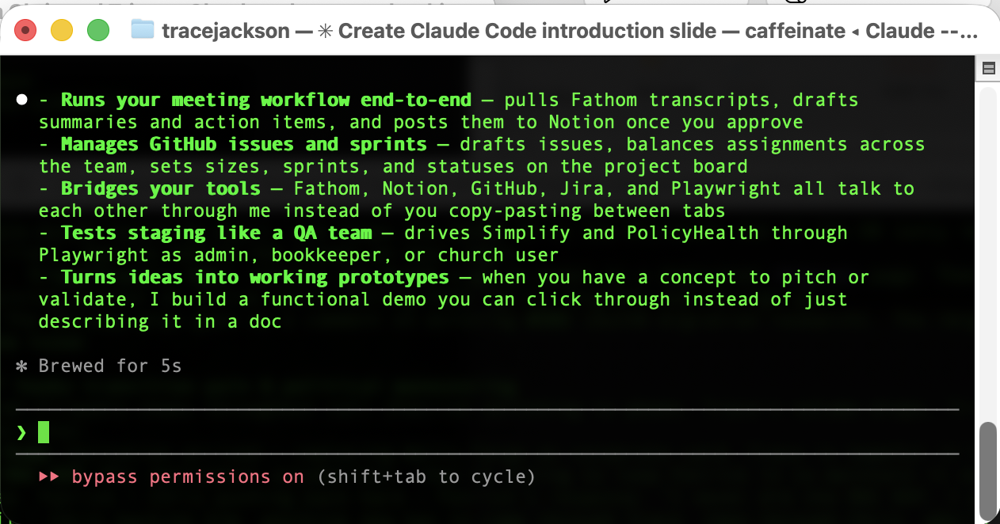 tracejackson — ✳ Create Claude Code introduction slide — caffeinate ◂ Claude --...
● - Runs your meeting workflow end-to-end — pulls Fathom transcripts, drafts
summaries and action items, and posts them to Notion once you approve
- Manages GitHub issues and sprints — drafts issues, balances assignments across
the team, sets sizes, sprints, and statuses on the project board
- Bridges your tools — Fathom, Notion, GitHub, Jira, and Playwright all talk to
each other through me instead of you copy-pasting between tabs
- Tests staging like a QA team — drives Simplify and PolicyHealth through
Playwright as admin, bookkeeper, or church user
- Turns ideas into working prototypes — when you have a concept to pitch or
validate, I build a functional demo you can click through instead of just
describing it in a doc
✻ Brewed for 5s
❯
⏵⏵ bypass permissions on (shift+tab to cycle)